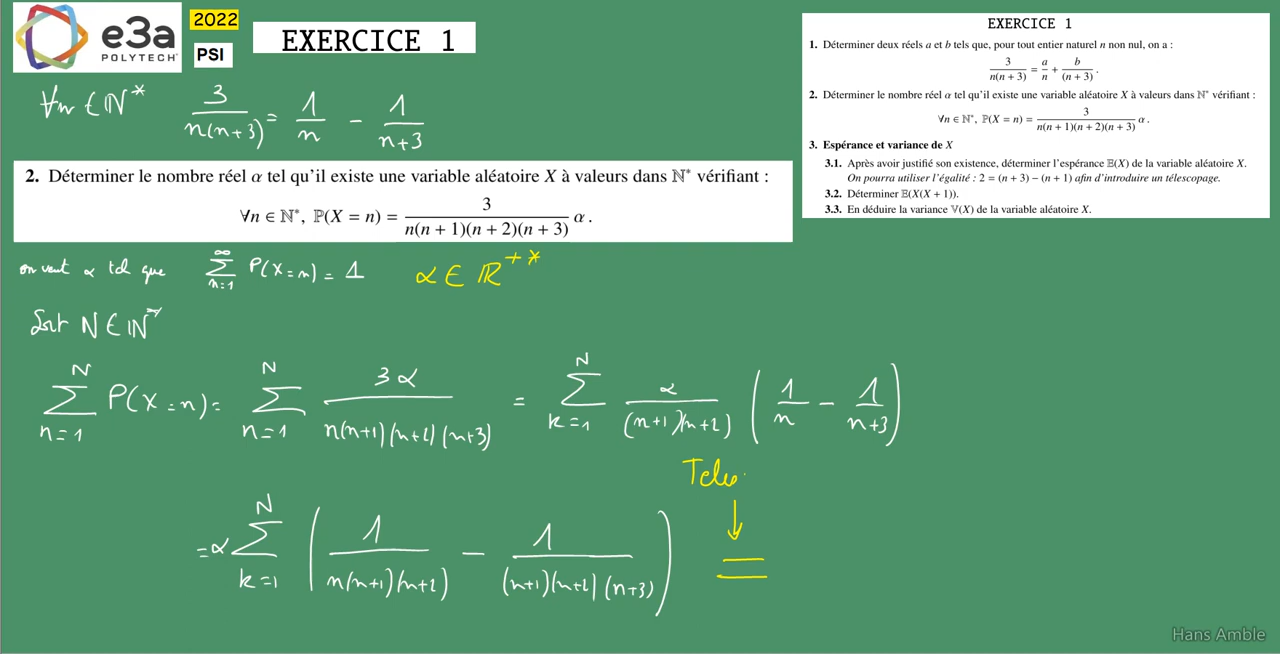 e3a
POLYTECH
2022
PSI
EXERCICE 1
∀n ∈ ℕ* 3/(n(n+3)) = 1/n − 1/(n+3)
2. Déterminer le nombre réel α tel qu'il existe une variable aléatoire X à valeurs dans ℕ* vérifiant :
∀n ∈ ℕ*, ℙ(X = n) = 3/(n(n + 1)(n + 2)(n + 3)) α .
on veut α tel que ∑_{n=1}^{∞} P(X=n) = 1 α ∈ ℝ^{+*}
Soit N ∈ ℕ*
∑_{n=1}^{N} P(X=n) = ∑_{n=1}^{N} 3α/(n(n+1)(n+2)(n+3)) = ∑_{k=1}^{N} α/((n+1)(n+2)) (1/n − 1/(n+3))
Teles.
↓
= α ∑_{k=1}^{N} (1/(n(n+1)(n+2)) − 1/((n+1)(n+2)(n+3))) =
EXERCICE 1
1. Déterminer deux réels a et b tels que, pour tout entier naturel n non nul, on a :
3/(n(n + 3)) = a/n + b/(n + 3) .
2. Déterminer le nombre réel α tel qu'il existe une variable aléatoire X à valeurs dans ℕ* vérifiant :
∀n ∈ ℕ*, ℙ(X = n) = 3/(n(n + 1)(n + 2)(n + 3)) α .
3. Espérance et variance de X
3.1. Après avoir justifié son existence, déterminer l'espérance 𝔼(X) de la variable aléatoire X.
On pourra utiliser l'égalité : 2 = (n + 3) − (n + 1) afin d'introduire un télescopage.
3.2. Déterminer 𝔼(X(X + 1)).
3.3. En déduire la variance 𝕍(X) de la variable aléatoire X.
Hans Amble